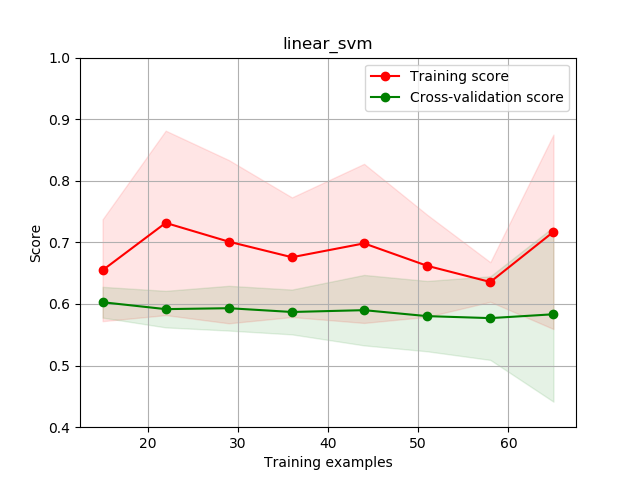 linear_svm
Training score
Cross-validation score
1.0
0.9
0.8
0.7
0.6
0.5
0.4
Score
20 30 40 50 60
Training examples